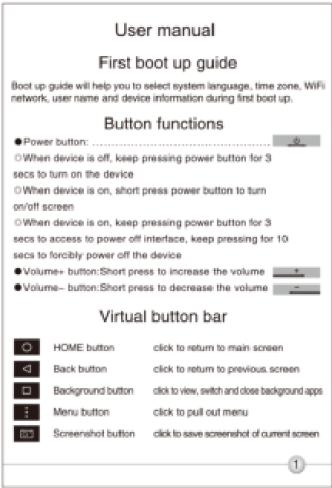 User manual
First boot up guide
Boot up guide will help you to select system language, time zone, WiFi
network, user name and device information during first boot up.
Button functions
●Power button: ........................................................
○When device is off, keep pressing power button for 3
secs to turn on the device
○When device is on, short press power button to turn
on/off screen
○When device is on, keep pressing power button for 3
secs to access to power off interface, keep pressing for 10
secs to forcibly power off the device
●Volume+ button:Short press to increase the volume +
●Volume– button:Short press to decrease the volume –
Virtual button bar
HOME button click to return to main screen
Back button click to return to previous screen
Background button click to view, switch and close background apps
Menu button click to pull out menu
Screenshot button click to save screenshot of current screen
1